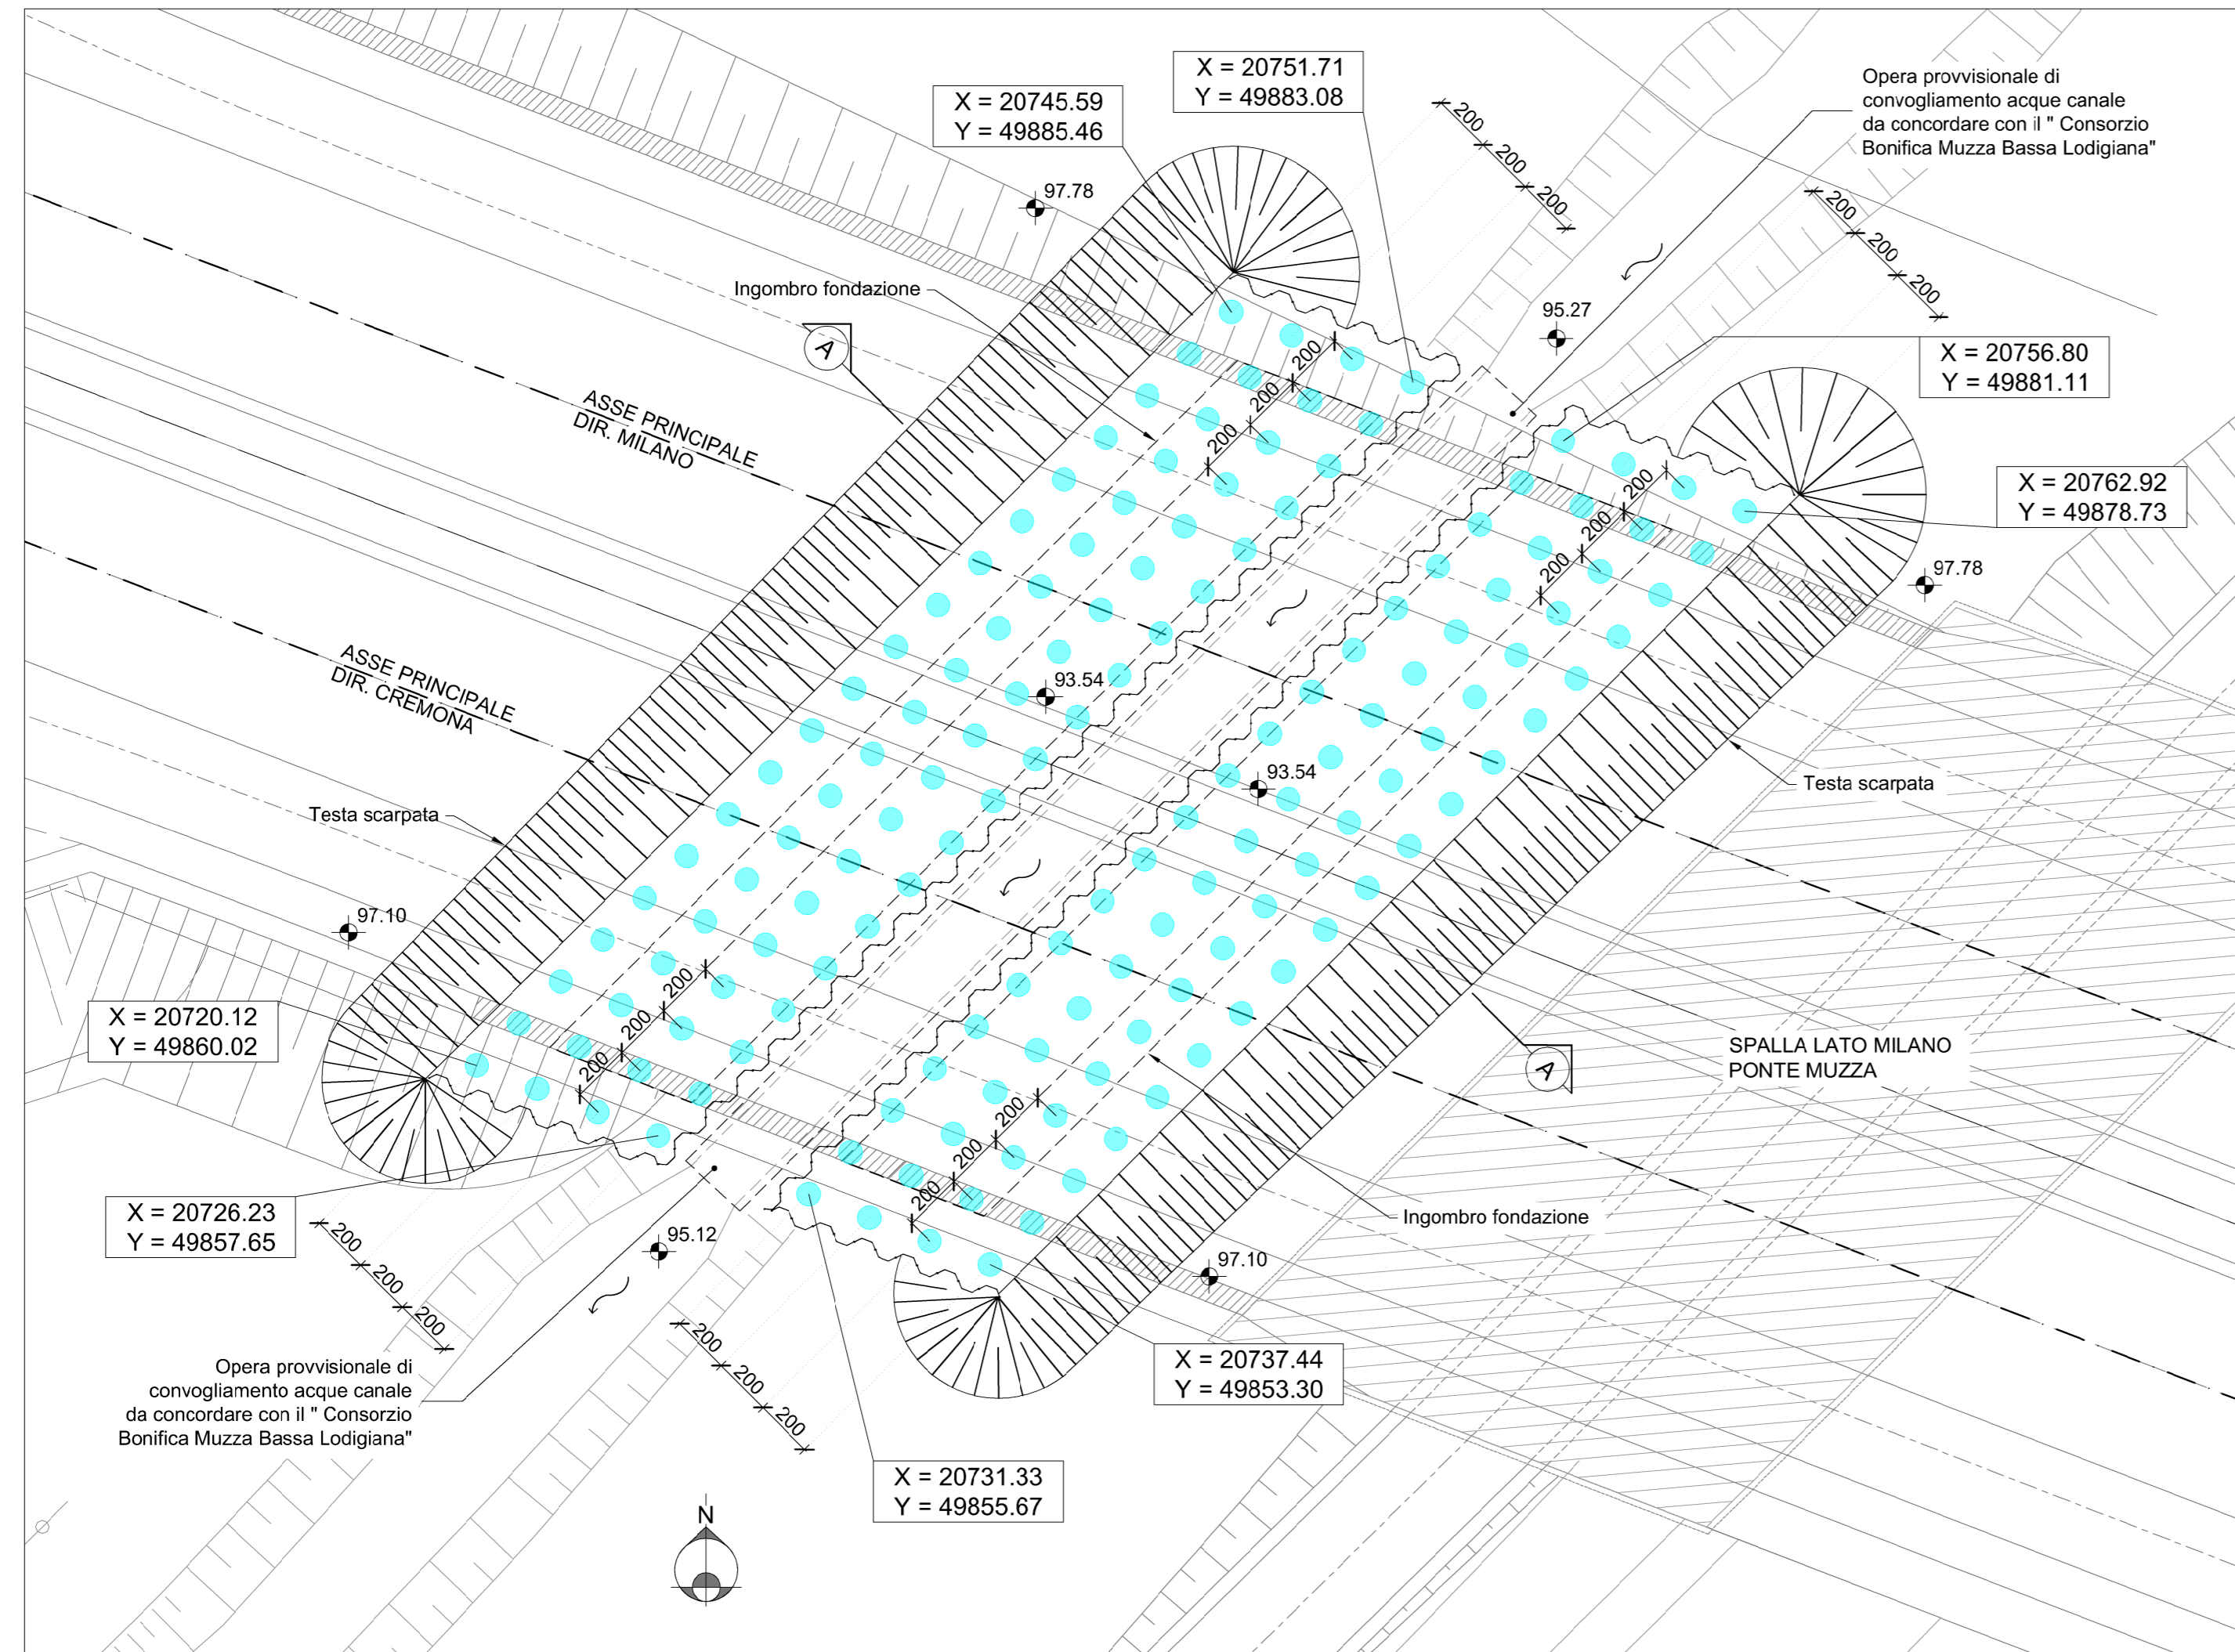 X = 20751.71
Y = 49883.08
X = 20745.59
Y = 49885.46
Opera provvisionale di
convogliamento acque canale
da concordare con il " Consorzio
Bonifica Muzza Bassa Lodigiana"
200
200
200
97.78
200
200
200
Ingombro fondazione
95.27
A
X = 20756.80
Y = 49881.11
200
200
200
ASSE PRINCIPALE
DIR. MILANO
X = 20762.92
Y = 49878.73
200
200
200
97.78
ASSE PRINCIPALE
DIR. CREMONA
93.54
93.54
Testa scarpata
Testa scarpata
97.10
X = 20720.12
Y = 49860.02
200
200
200
SPALLA LATO MILANO
PONTE MUZZA
A
200
200
200
X = 20726.23
Y = 49857.65
Ingombro fondazione
95.12
97.10
200
200
200
200
200
200
X = 20737.44
Y = 49853.30
Opera provvisionale di
convogliamento acque canale
da concordare con il " Consorzio
Bonifica Muzza Bassa Lodigiana"
X = 20731.33
Y = 49855.67
N